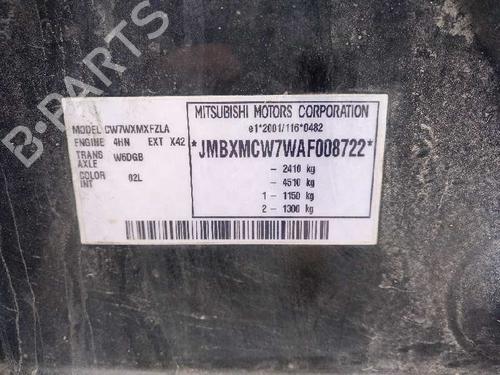 B-PARTS
MITSUBISHI MOTORS CORPORATION
e1*2001/116*0482
*JMBXMCW7WAF008722*
- 2410 kg
- 4510 kg
1 - 1150 kg
2 - 1300 kg
MODEL CW7WXMXFZLA
ENGINE 4HN EXT X42
TRANS AXLE W6DGB
COLOR INT 02L